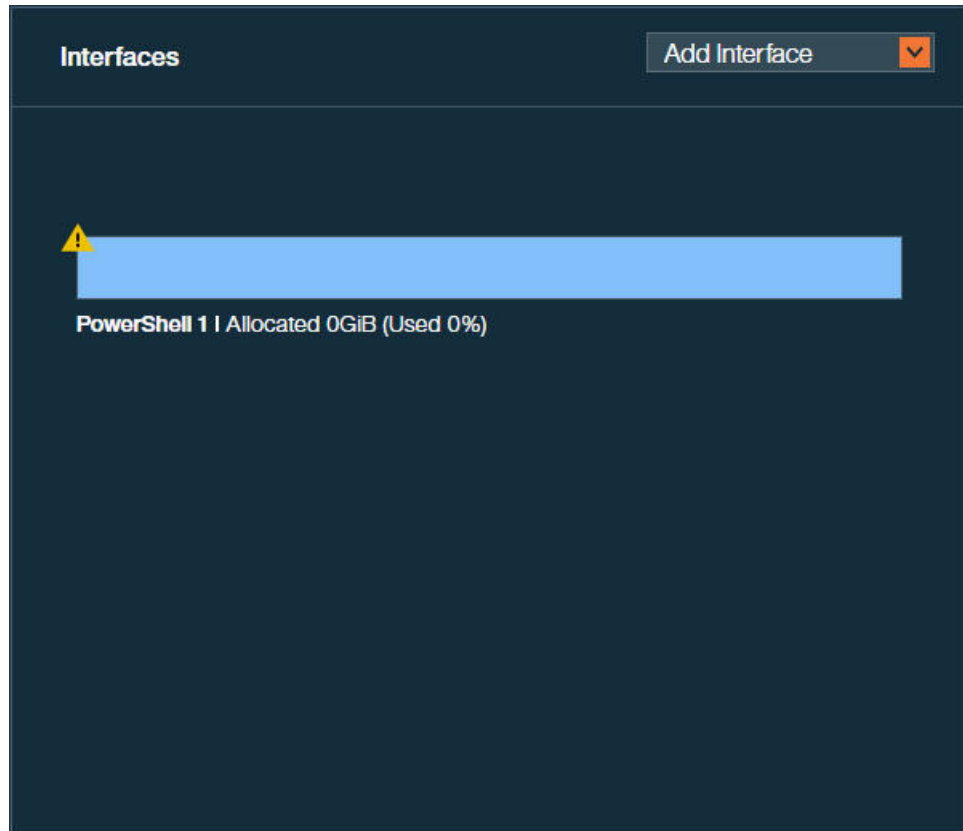 Interfaces
Add Interface
PowerShell 1 | Allocated 0GiB (Used 0%)